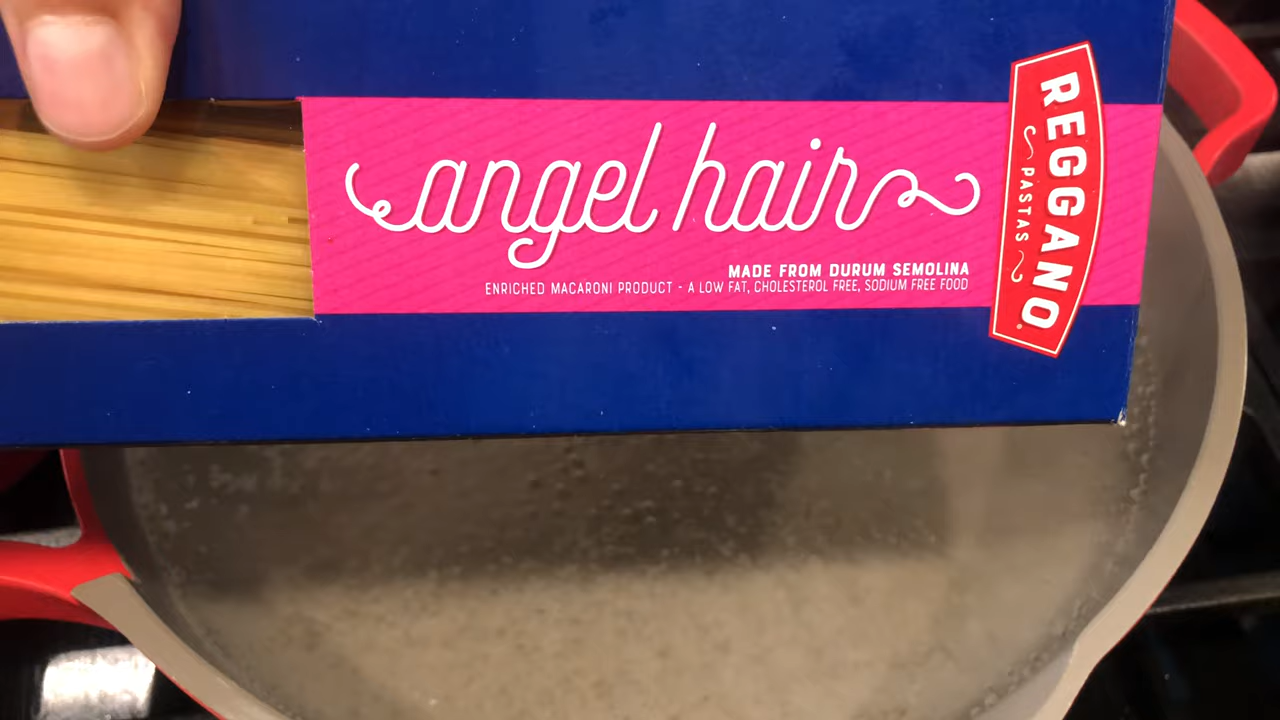 angel hair
MADE FROM DURUM SEMOLINA
ENRICHED MACARONI PRODUCT - A LOW FAT, CHOLESTEROL FREE, SODIUM FREE FOOD
REGGANO
PASTAS